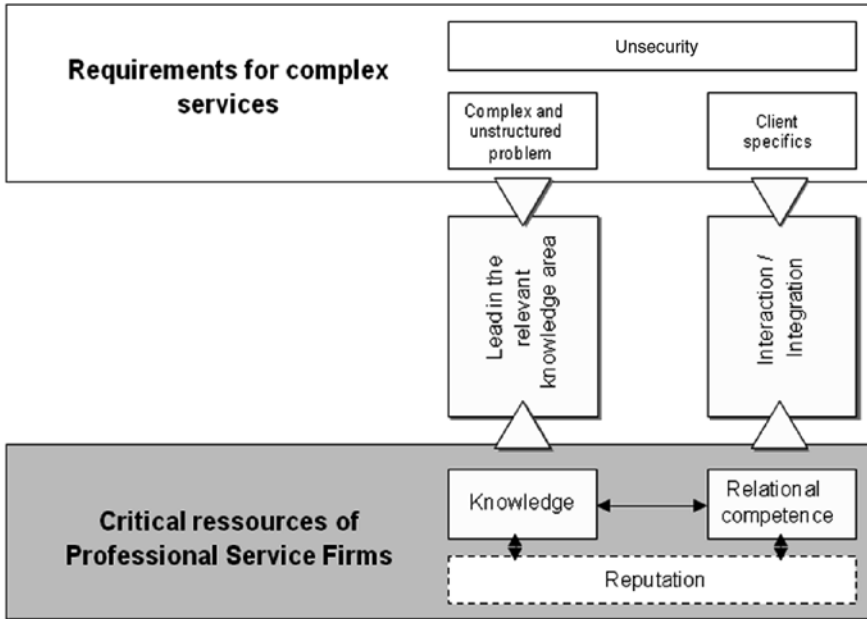 Requirements for complex
services
Unsecurity
Complex and
unstructured
problem
Client
specifics
Lead in the
relevant
knowledge area
Interaction /
Integration
Critical ressources of
Professional Service Firms
Knowledge
Relational
competence
Reputation